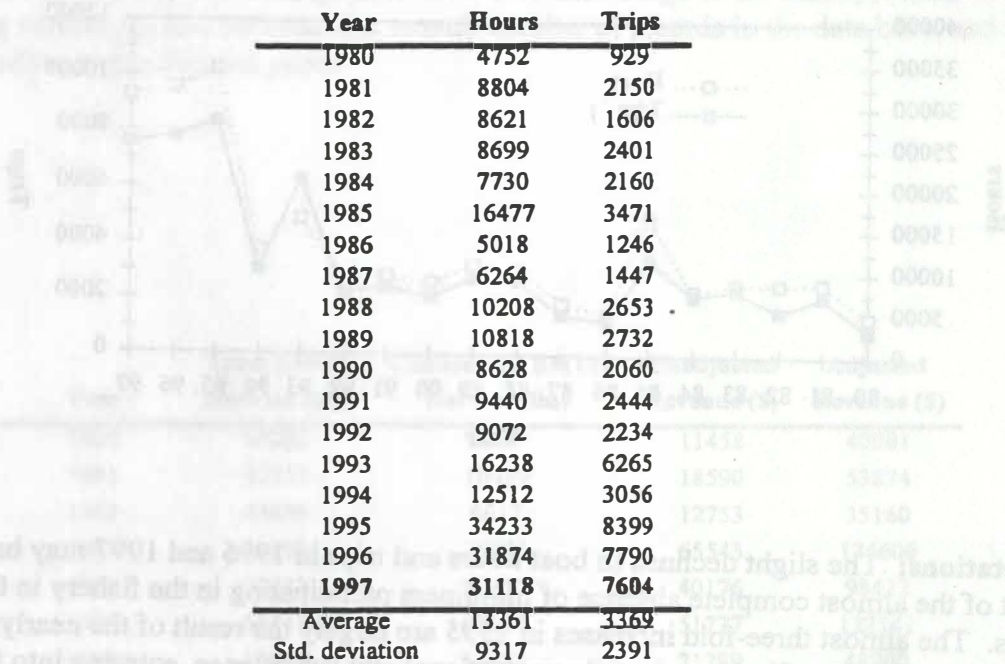 Year Hours Trips
1980 4752 929
1981 8804 2150
1982 8621 1606
1983 8699 2401
1984 7730 2160
1985 16477 3471
1986 5018 1246
1987 6264 1447
1988 10208 2653
1989 10818 2732
1990 8628 2060
1991 9440 2444
1992 9072 2234
1993 16238 6265
1994 12512 3056
1995 34233 8399
1996 31874 7790
1997 31118 7604
Average 13361 3369
Std. deviation 9317 2391